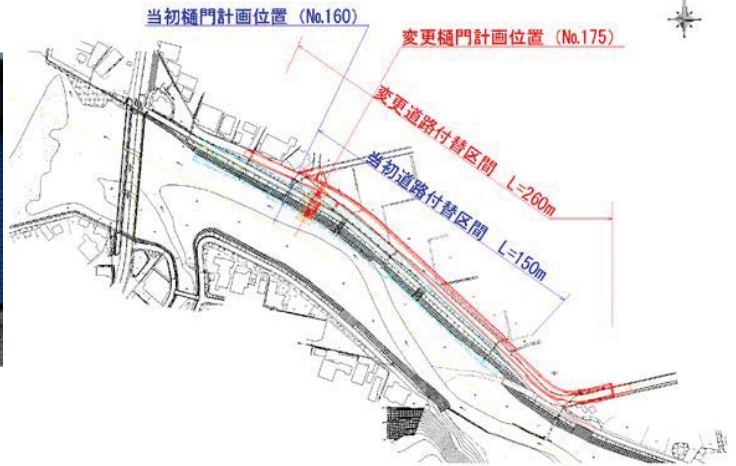 当初樋門計画位置（No.160）
変更樋門計画位置（No.175）
変更道路付替区間　L=260m
当初道路付替区間　L=150m